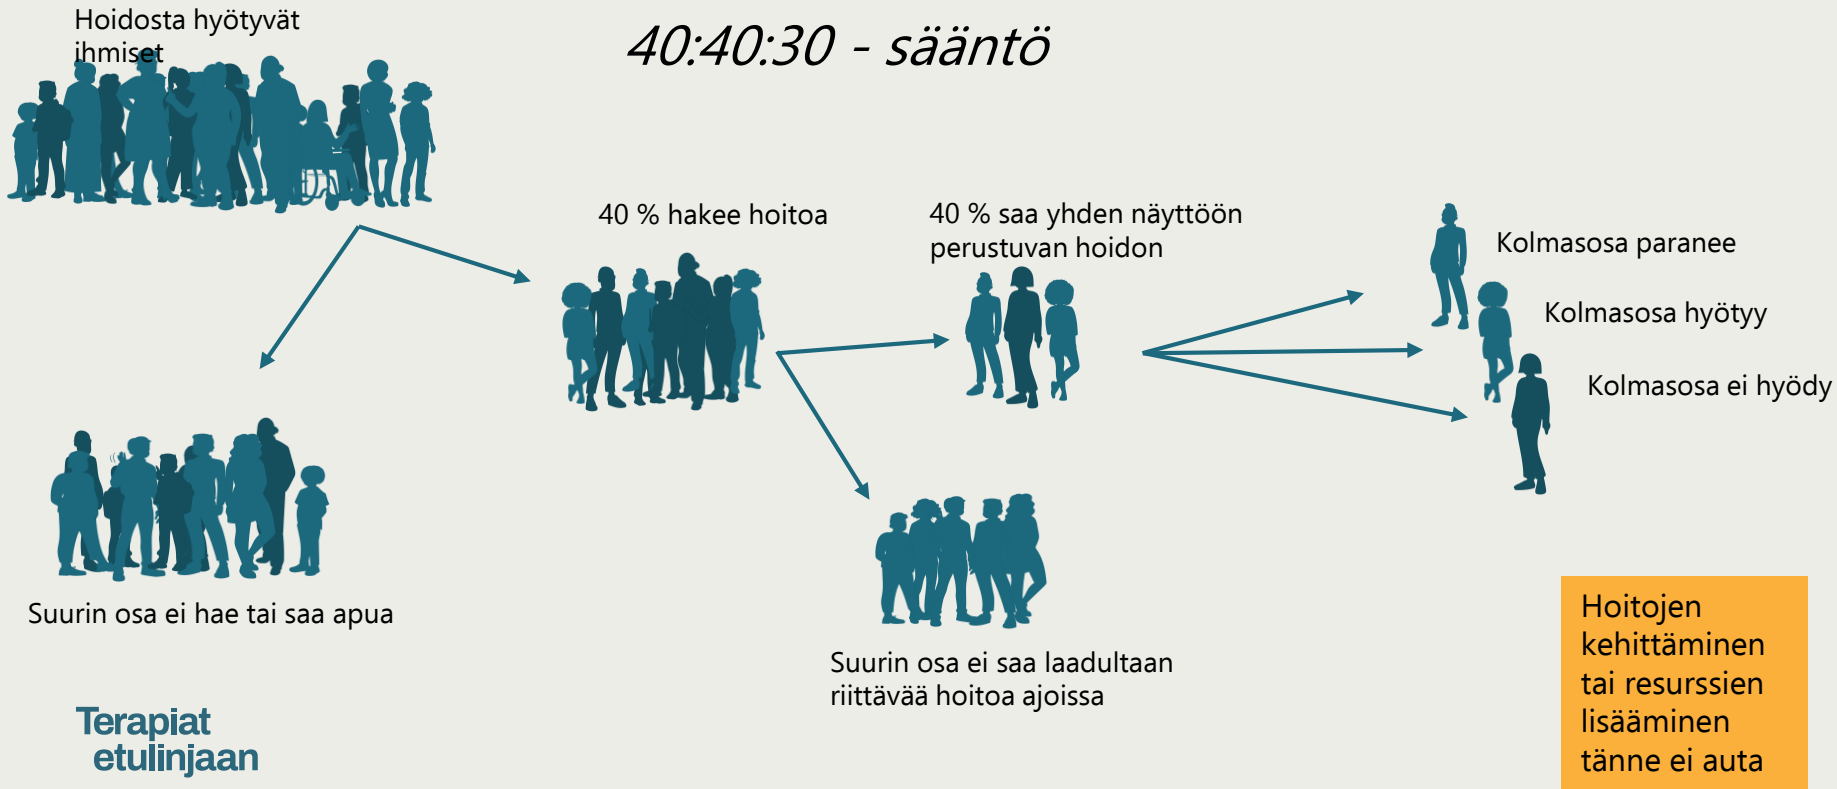 Hoidosta hyötyvät
ihmiset
40:40:30 - sääntö
40 % hakee hoitoa
40 % saa yhden näyttöön
perustuvan hoidon
Kolmasosa paranee
Kolmasosa hyötyy
Kolmasosa ei hyödy
Suurin osa ei hae tai saa apua
Suurin osa ei saa laadultaan
riittävää hoitoa ajoissa
Hoitojen
kehittäminen
tai resurssien
lisääminen
tänne ei auta
Terapiat
etulinjaan